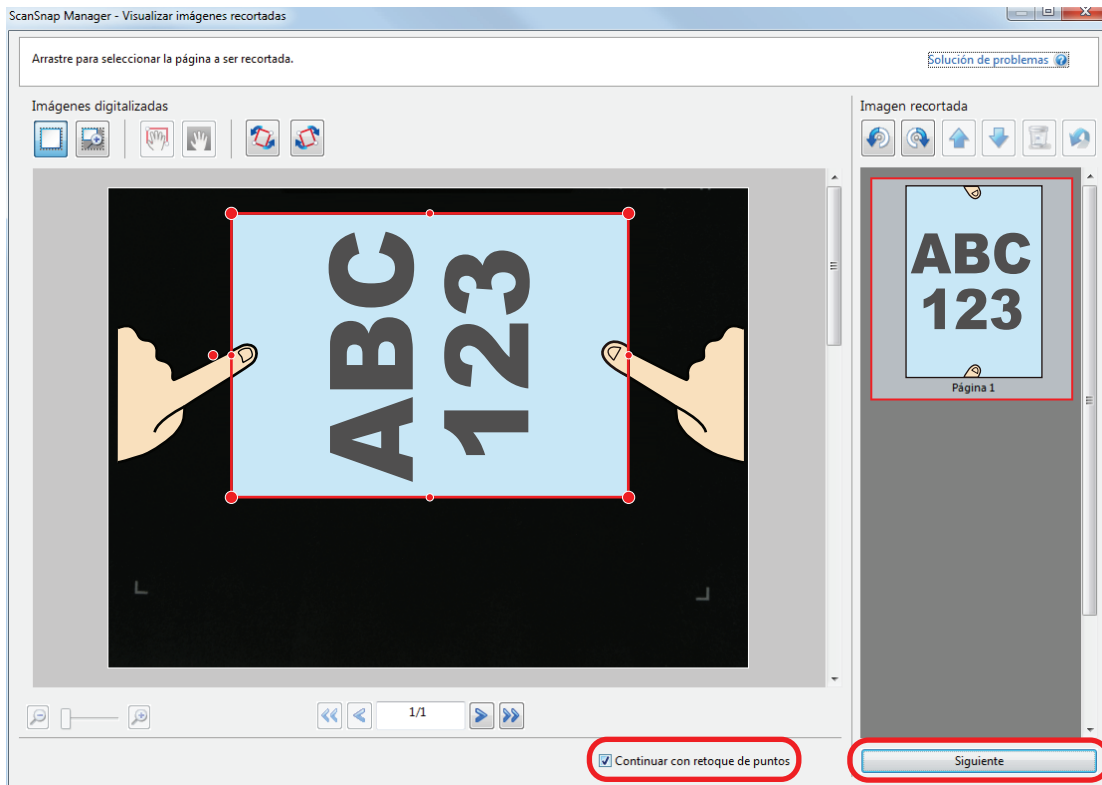 ScanSnap Manager - Visualizar imágenes recortadas
Arrastre para seleccionar la página a ser recortada.
Solución de problemas
Imágenes digitalizadas
Imagen recortada
ABC
123
ABC
123
Página 1
1/1
Continuar con retoque de puntos
Siguiente